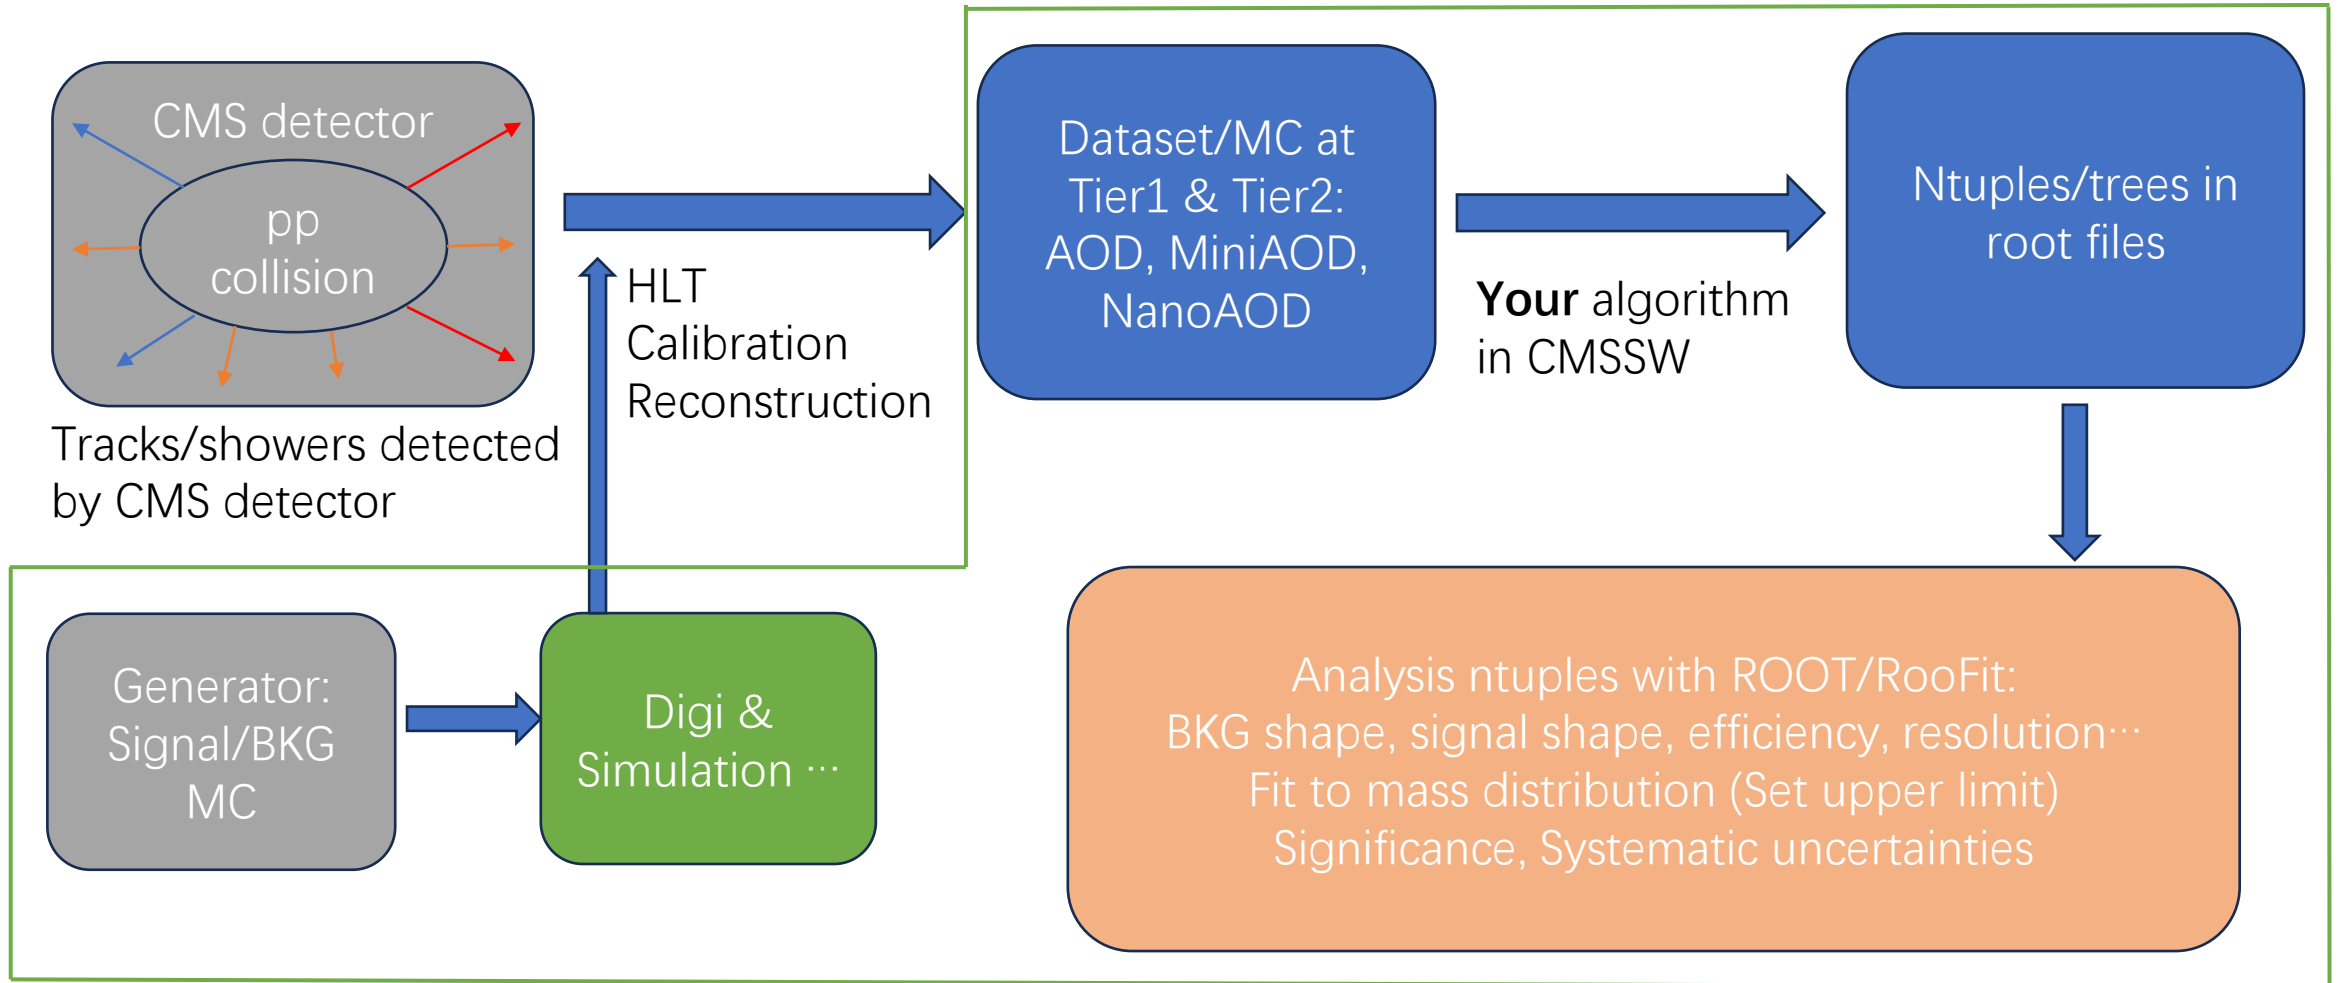 CMS detector
pp
collision
Tracks/showers detected
by CMS detector
HLT
Calibration
Reconstruction
Dataset/MC at
Tier1 & Tier2:
AOD, MiniAOD,
NanoAOD
Your algorithm
in CMSSW
Ntuples/trees in
root files
Generator:
Signal/BKG
MC
Digi &
Simulation ···
Analysis ntuples with ROOT/RooFit:
BKG shape, signal shape, efficiency, resolution···
Fit to mass distribution (Set upper limit)
Significance, Systematic uncertainties